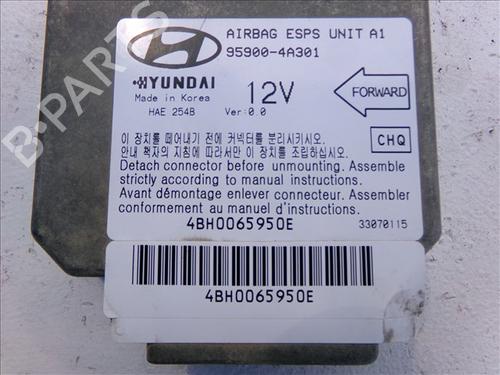 AIRBAG ESPS UNIT A1
95900-4A301
HYUNDAI
Made in Korea
HAE 254B
12V
Ver:0.0
FORWARD
CHQ
이 장치를 떼어내기 전에 커넥터를 분리시키시오.
안내 책자의 지침에 따라서만 이 장치를 조립하십시오.
Detach connector before unmounting. Assemble
strictly according to manual instructions.
Avant démontage enlever connecteur. Assembler
conformement au manuel d'instructions.
4BH0065950E
33070115
4BH0065950E